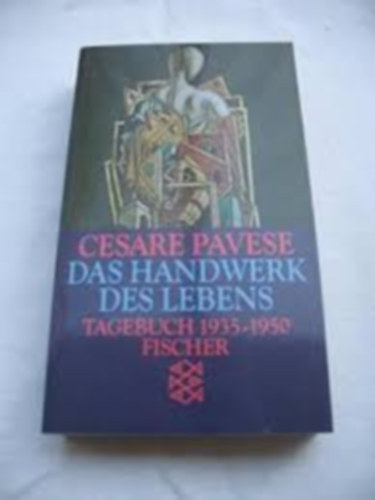 CESARE PAVESE
DAS HANDWERK
DES LEBENS
TAGEBUCH 1935-1950
FISCHER